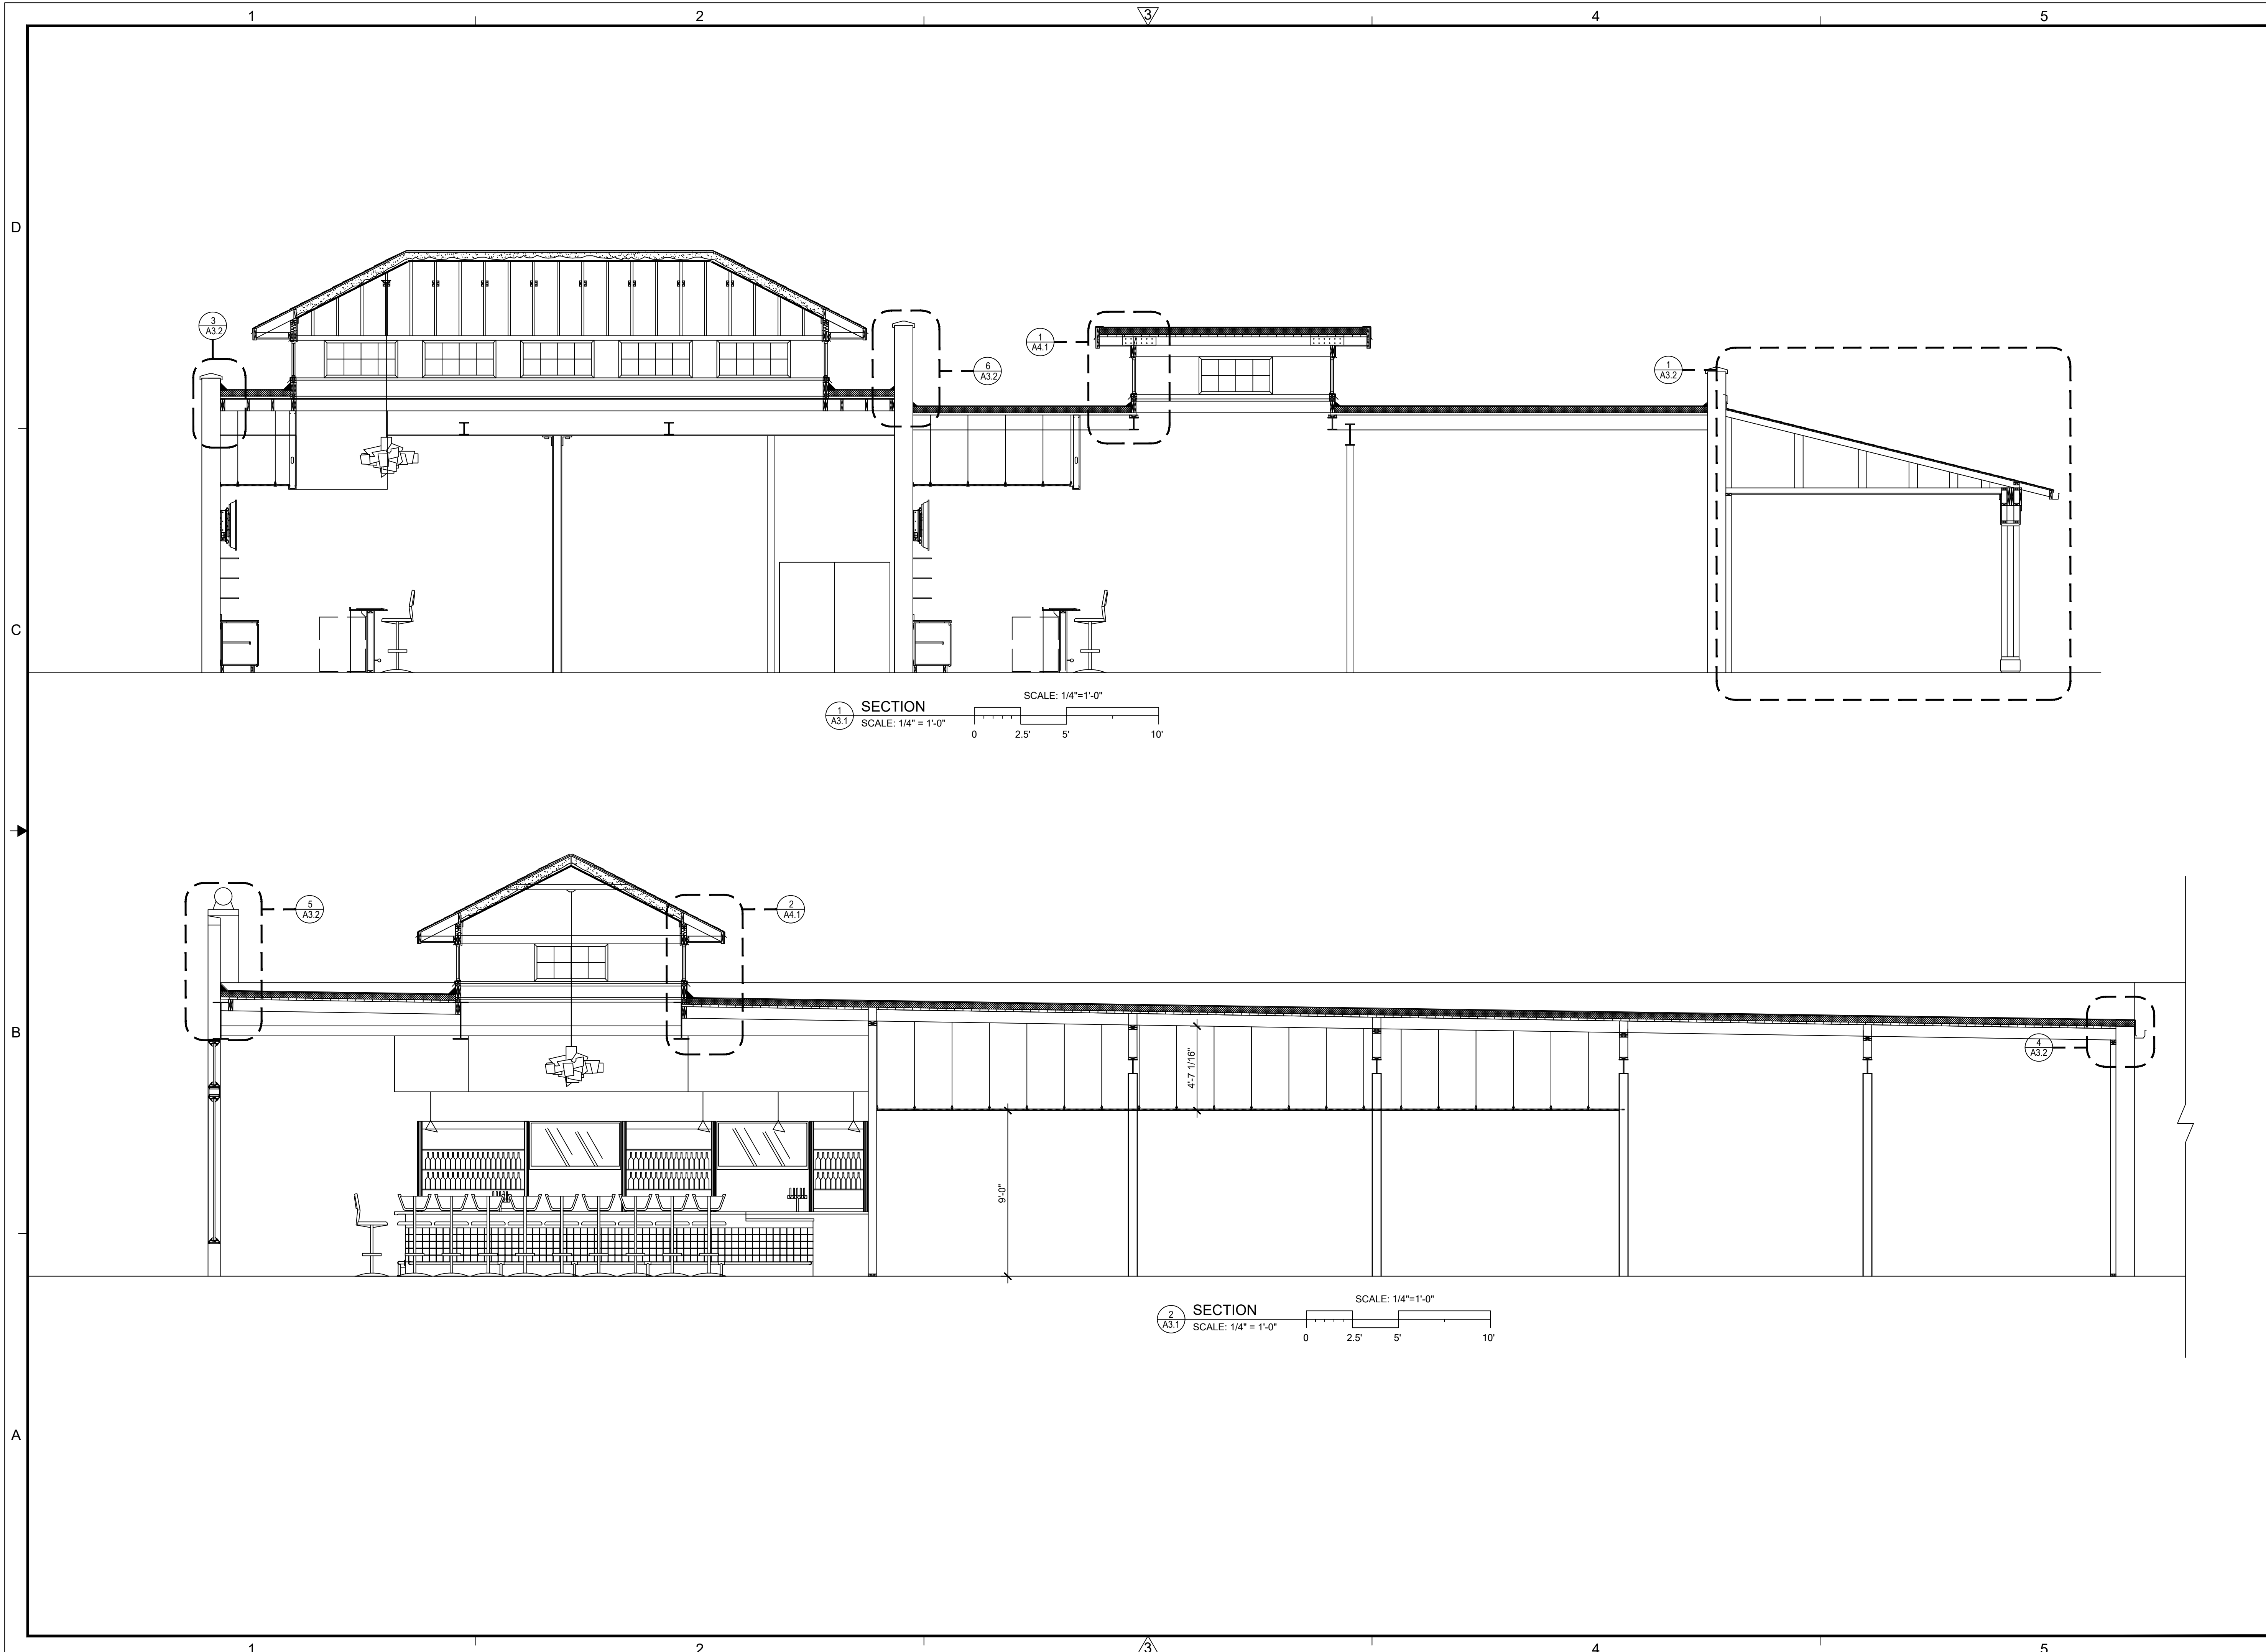 1 2 3 4 5
D
3
A3.2
6
A3.2
1
A4.1
1
A3.2
C
SCALE: 1/4"=1'-0"
1
A3.1
SECTION
SCALE: 1/4" = 1'-0"
0 2.5' 5' 10'
5
A3.2
2
A4.1
B
4
A3.2
4'-7 1/16"
9'-0"
SCALE: 1/4"=1'-0"
2
A3.1
SECTION
SCALE: 1/4" = 1'-0"
0 2.5' 5' 10'
A
1 2 3 4 5